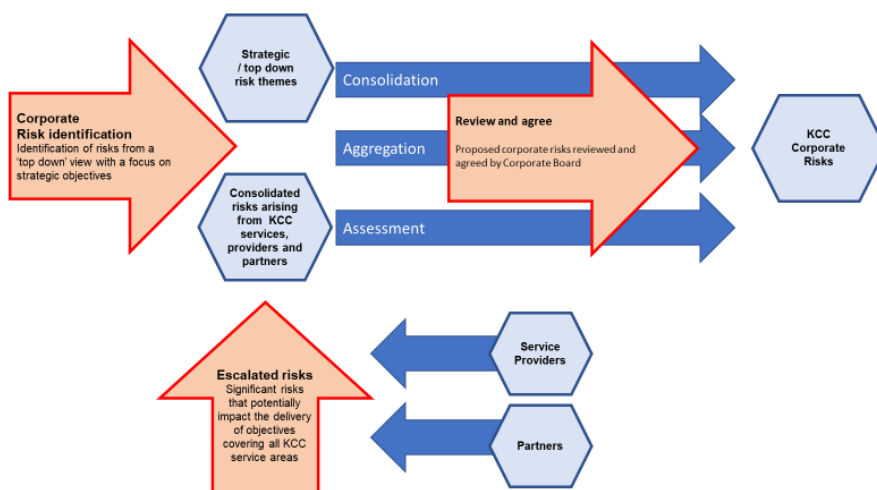 Strategic
/ top down
risk themes
Corporate
Risk identification
Identification of risks from a
'top down' view with a focus on
strategic objectives
Consolidated
risks arising
from KCC
services,
providers and
partners
Consolidation
Aggregation
Assessment
Review and agree
Proposed corporate risks reviewed and
agreed by Corporate Board
KCC
Corporate
Risks
Escalated risks
Significant risks
that potentially
impact the delivery
of objectives
covering all KCC
service areas
Service
Providers
Partners